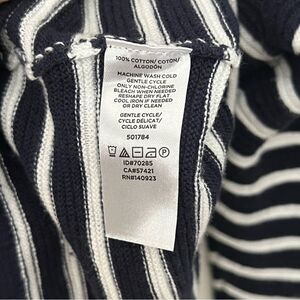 100% COTTON/ COTON/
ALGODÓN
MACHINE WASH COLD
GENTLE CYCLE
ONLY NON-CHLORINE
BLEACH WHEN NEEDED
RESHAPE DRY FLAT
COOL IRON IF NEEDED
OR DRY CLEAN
GENTLE CYCLE/
CYCLE DÉLICAT/
CICLO SUAVE
501784
ID#70285
CA#57421
RN#140923